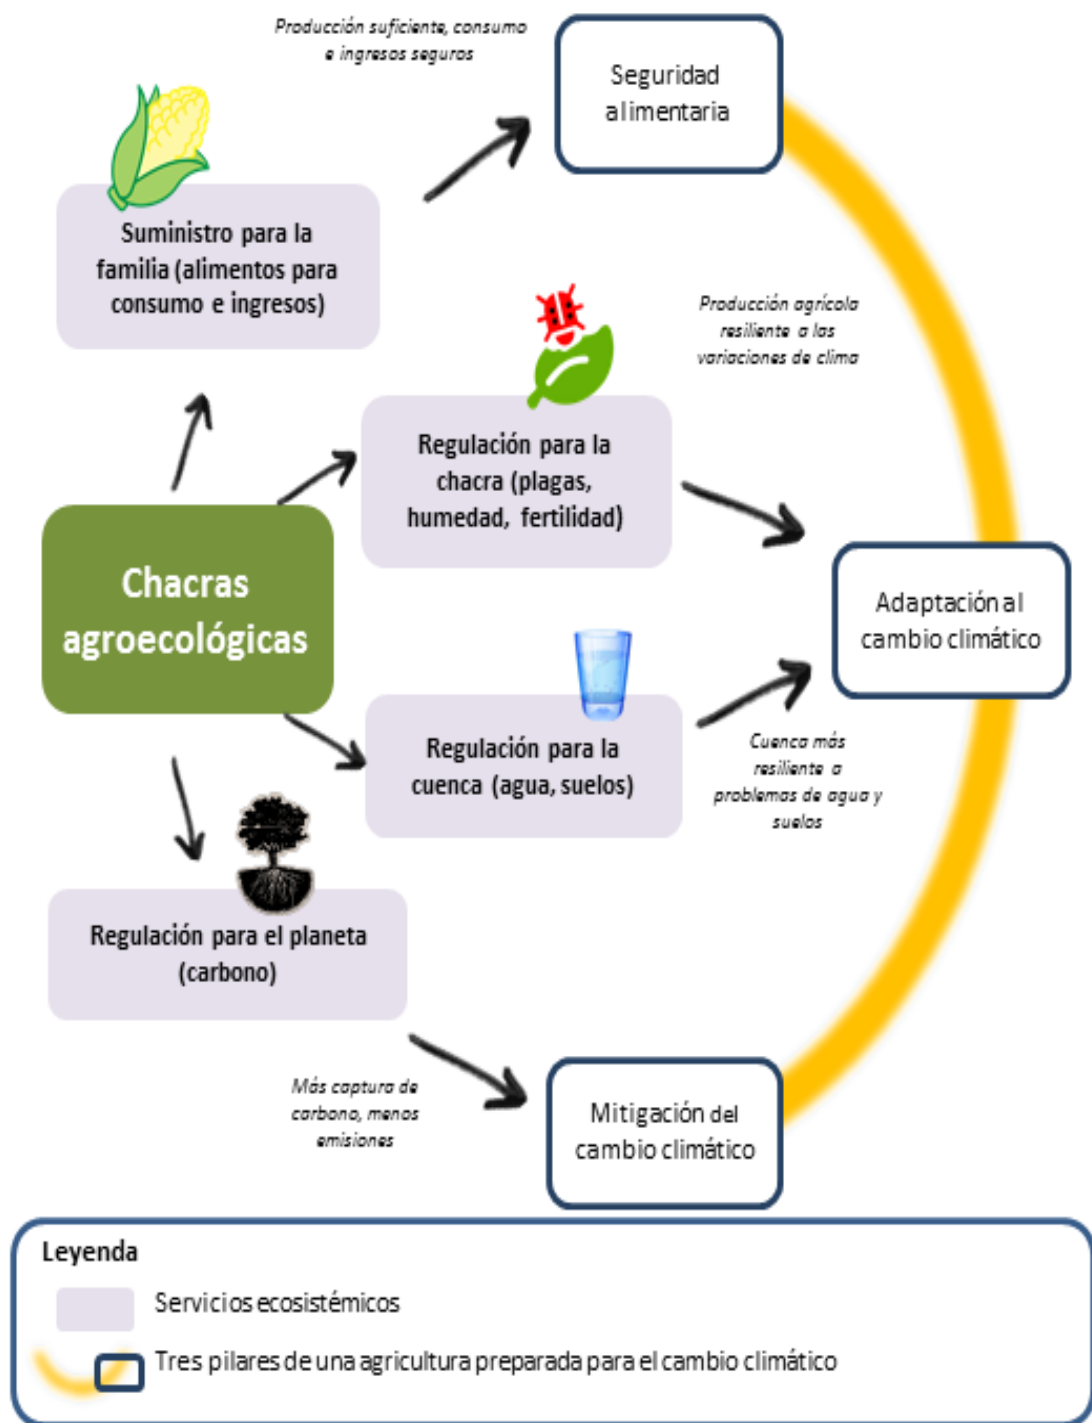 Producción suficiente, consumo
e ingresos seguros
Seguridad
alimentaria
Suministro para la
familia (alimentos para
consumo e ingresos)
Producción agrícola
resiliente a las
variaciones de clima
Regulación para la
chacra (plagas,
humedad, fertilidad)
Chacras
agroecológicas
Adaptación al
cambio climático
Regulación para la
cuenca (agua, suelos)
Cuenca más
resiliente a
problemas de agua y
suelos
Regulación para el planeta
(carbono)
Más captura de
carbono, menos
emisiones
Mitigación del
cambio climático
Leyenda
Servicios ecosistémicos
Tres pilares de una agricultura preparada para el cambio climático